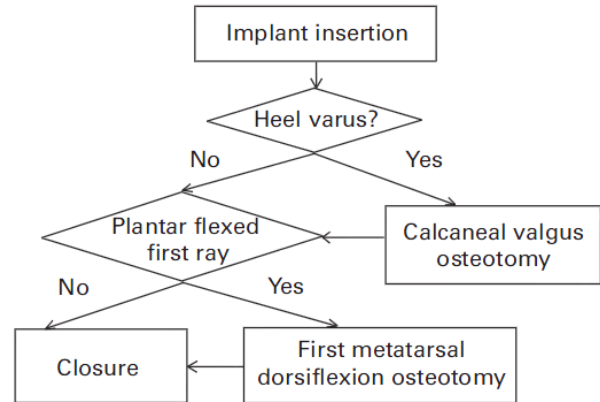 Implant insertion
Heel varus?
No
Yes
Plantar flexed
first ray
Calcaneal valgus
osteotomy
No
Yes
Closure
First metatarsal
dorsiflexion osteotomy